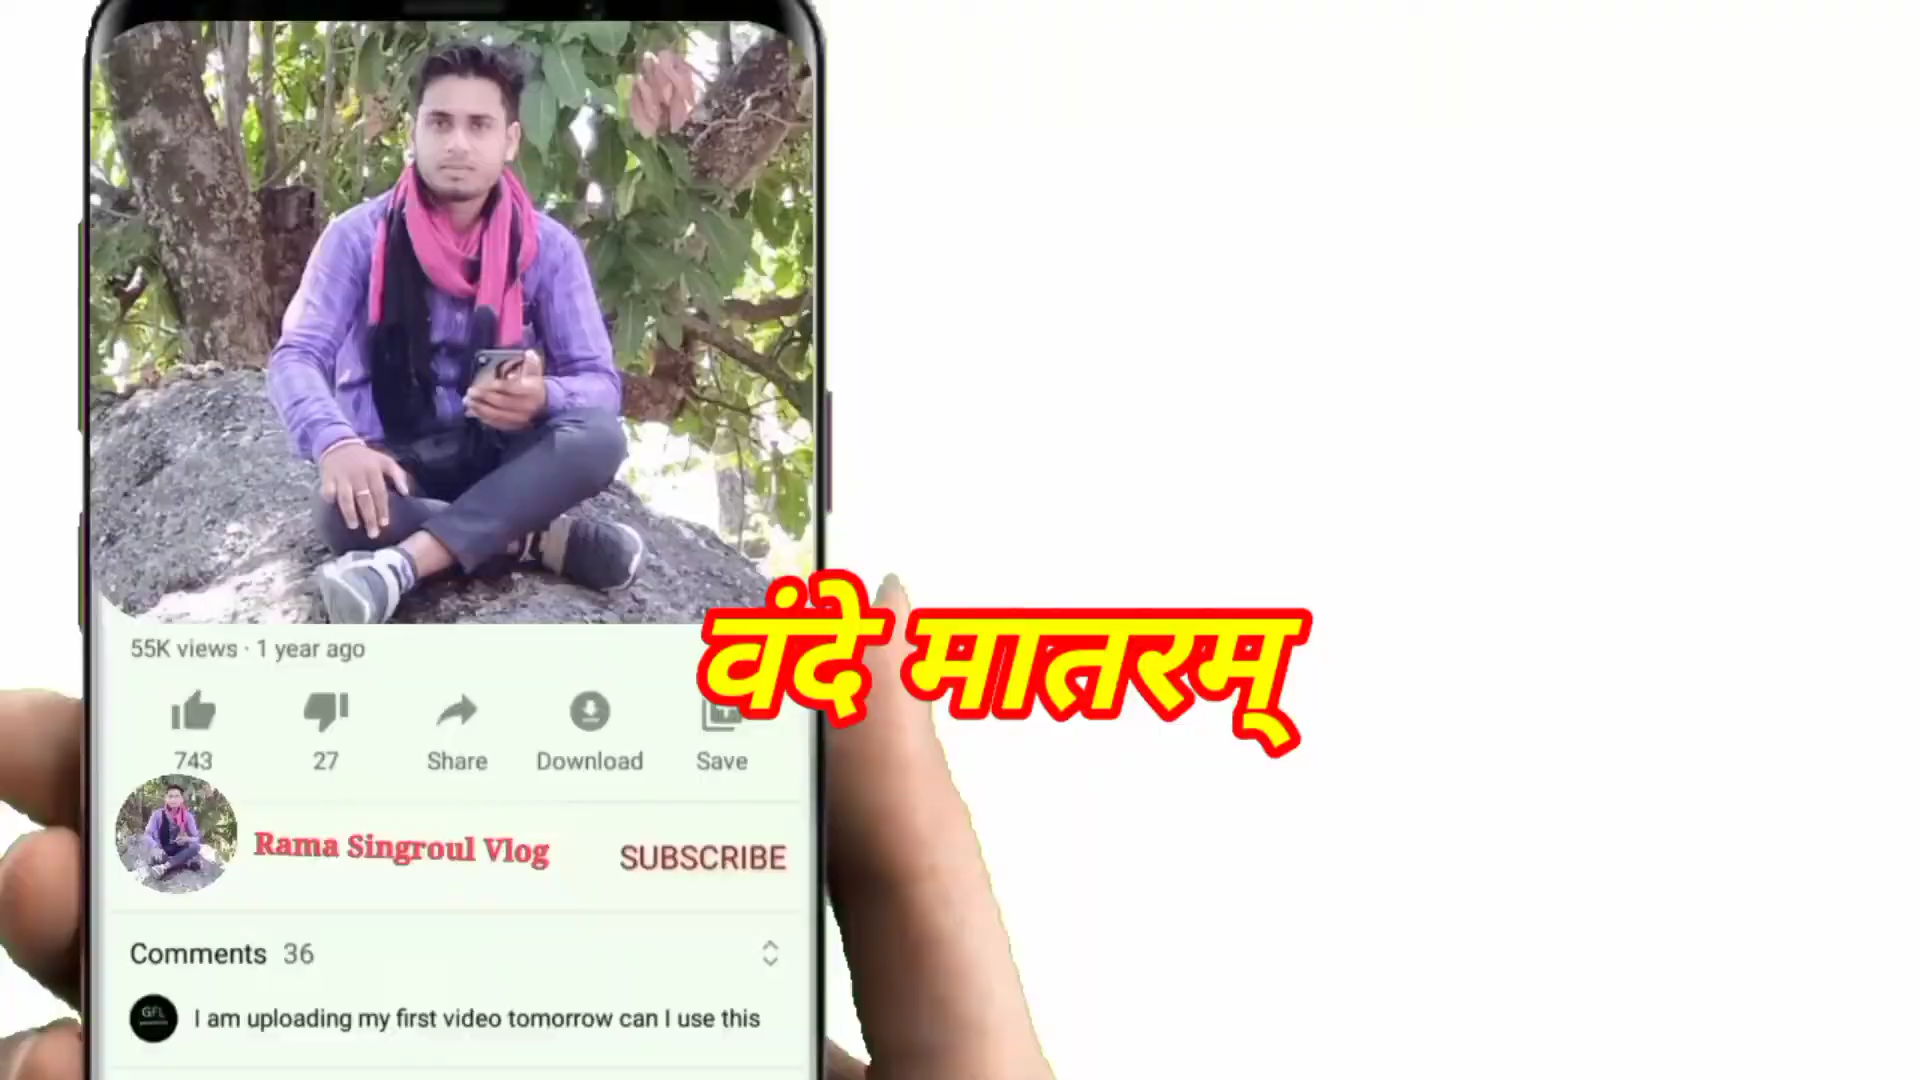 55K views · 1 year ago
वंदे मातरम्
743 27 Share Download Save
Rama Singroul Vlog SUBSCRIBE
Comments 36
GFL
I am uploading my first video tomorrow can I use this